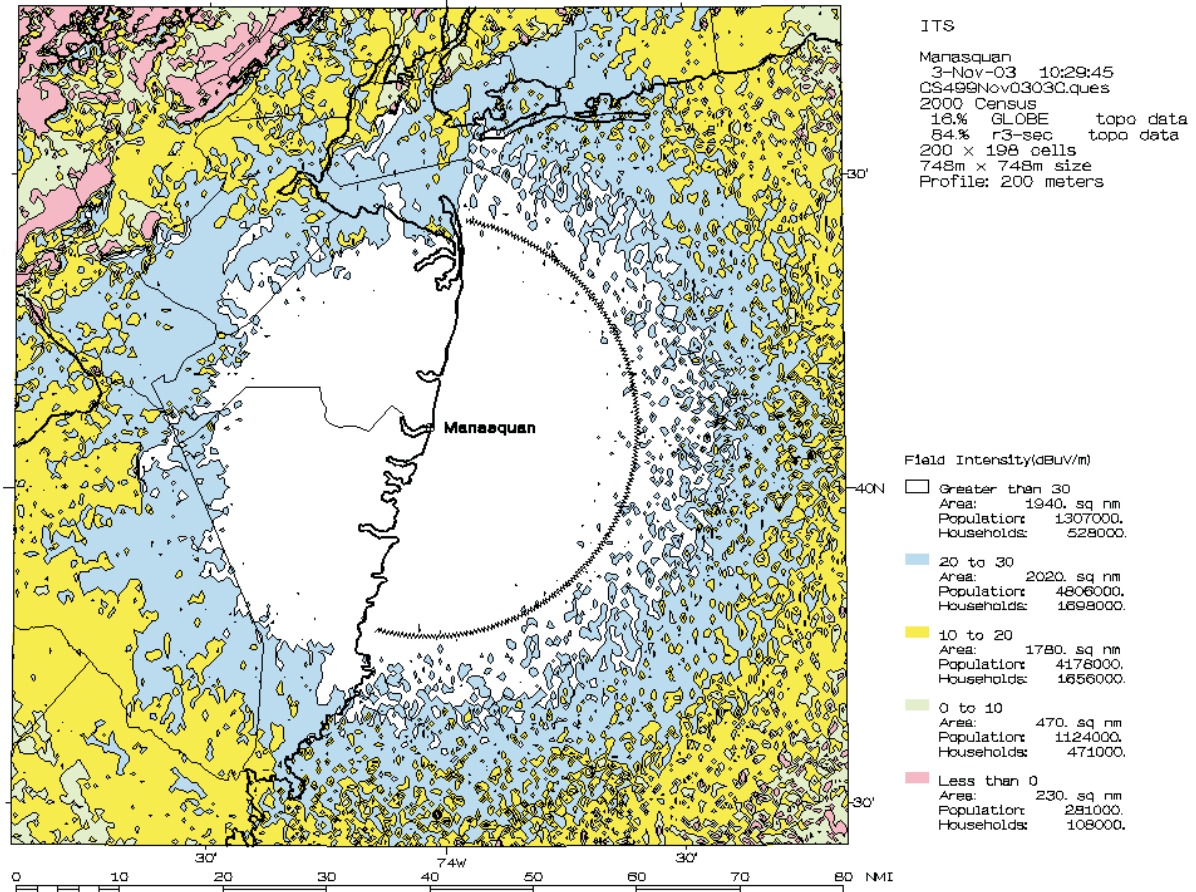 ITS
Manasquan
3-Nov-03 10:29:45
CS499Nov0303C.ques
2000 Census
16.% GLOBE topo data
84.% r3-sec topo data
200 x 198 cells
748m x 748m size
Profile: 200 meters
30'
Manasquan
40N
30'
30'
74W
30'
0 10 20 30 40 50 60 70 80 NMI
Field Intensity(dBuV/m)
Greater than 30
Area: 1940. sq nm
Population: 1307000.
Households: 528000.
20 to 30
Area: 2020. sq nm
Population: 4806000.
Households: 1698000.
10 to 20
Area: 1780. sq nm
Population: 4178000.
Households: 1656000.
0 to 10
Area: 470. sq nm
Population: 1124000.
Households: 471000.
Less than 0
Area: 230. sq nm
Population: 281000.
Households: 108000.